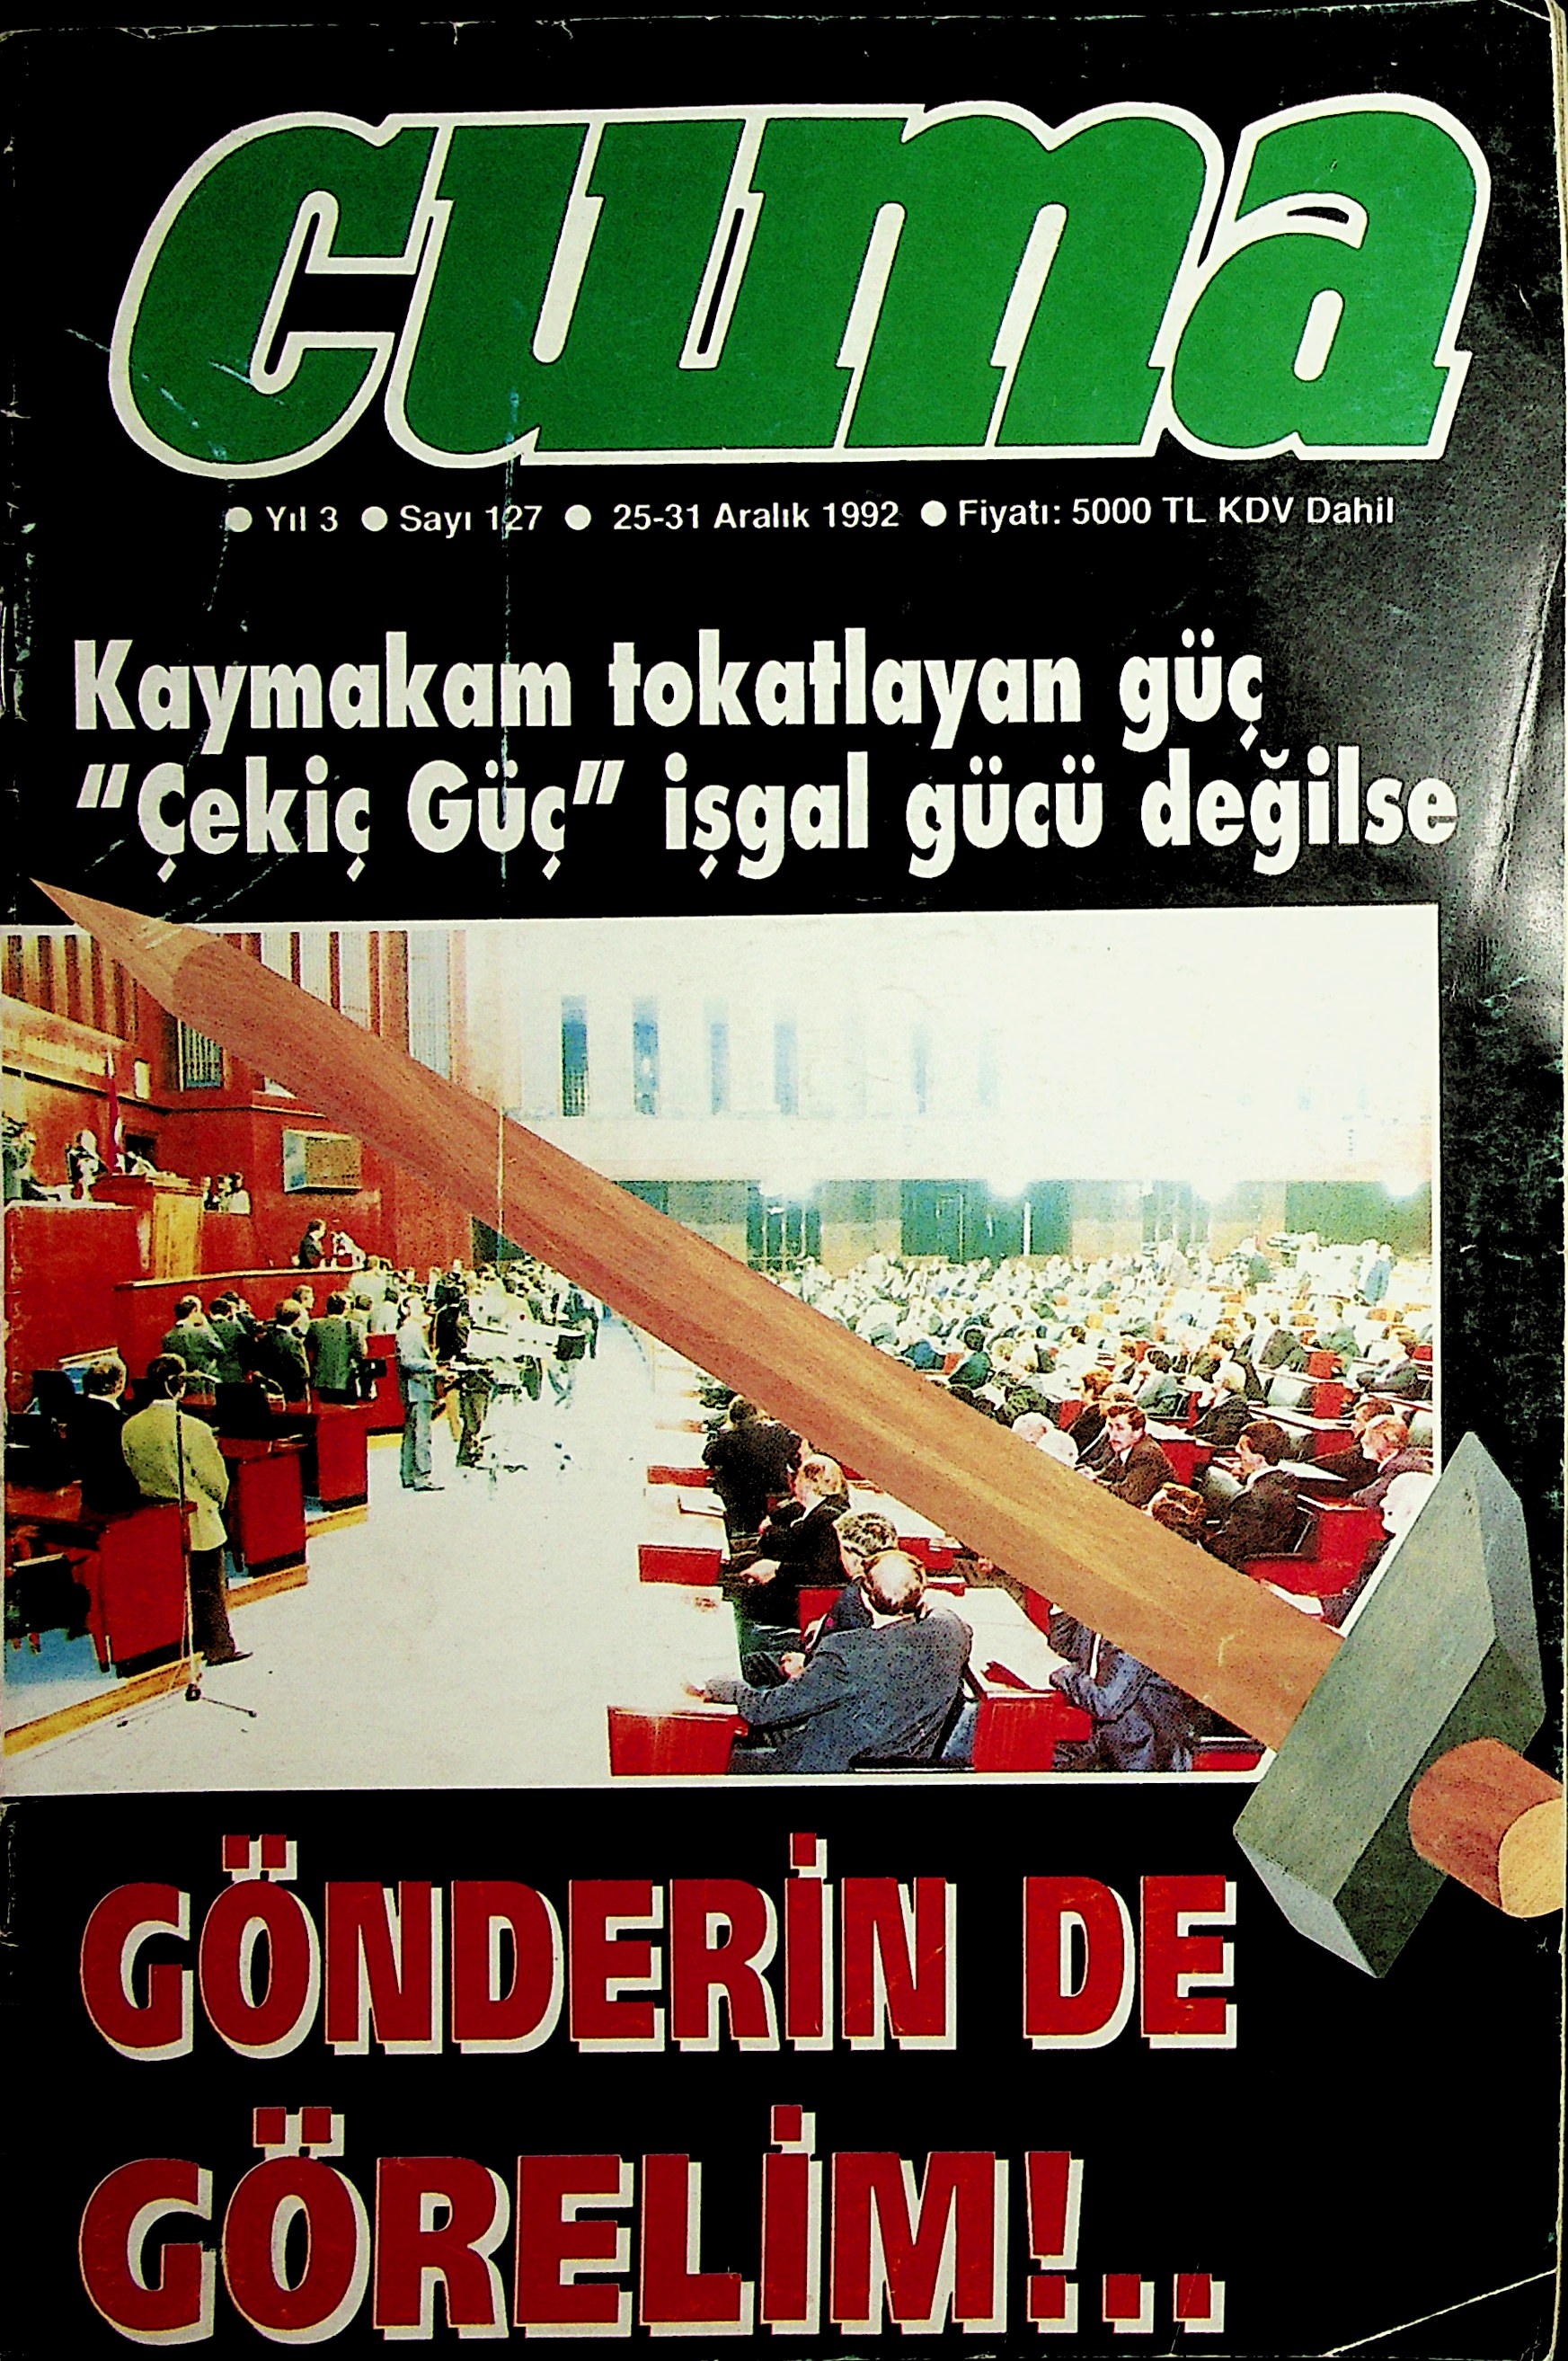 cuma
● Yıl 3 ● Sayı 127 ● 25-31 Aralık 1992 ● Fiyatı: 5000 TL KDV Dahil
Kaymakam tokatlayan güç
"Çekiç Güç" işgal gücü değilse
GÖNDERİN DE
GÖRELİM!..